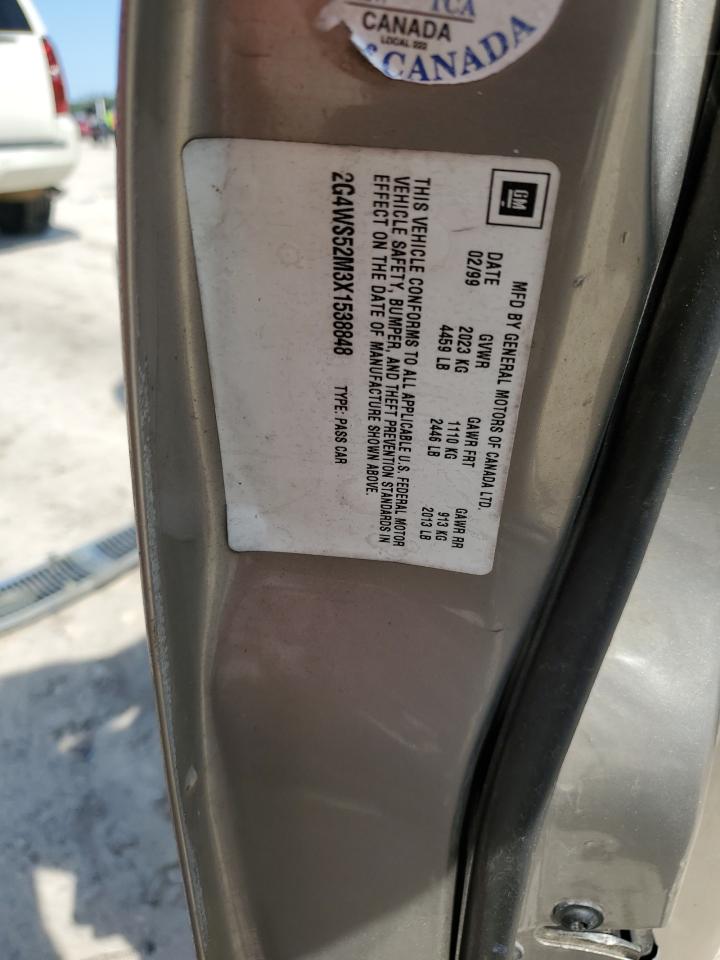 TCA
CANADA
LOCAL 222
CANADA
GM
MFD BY GENERAL MOTORS OF CANADA LTD.
DATE GVWR GAWR FRT GAWR RR
02/99 2023 KG 1110 KG 913 KG
4459 LB 2446 LB 2013 LB
THIS VEHICLE CONFORMS TO ALL APPLICABLE U.S. FEDERAL MOTOR
VEHICLE SAFETY, BUMPER, AND THEFT PREVENTION STANDARDS IN
EFFECT ON THE DATE OF MANUFACTURE SHOWN ABOVE.
2G4WS52M3X1538848 TYPE: PASS CAR